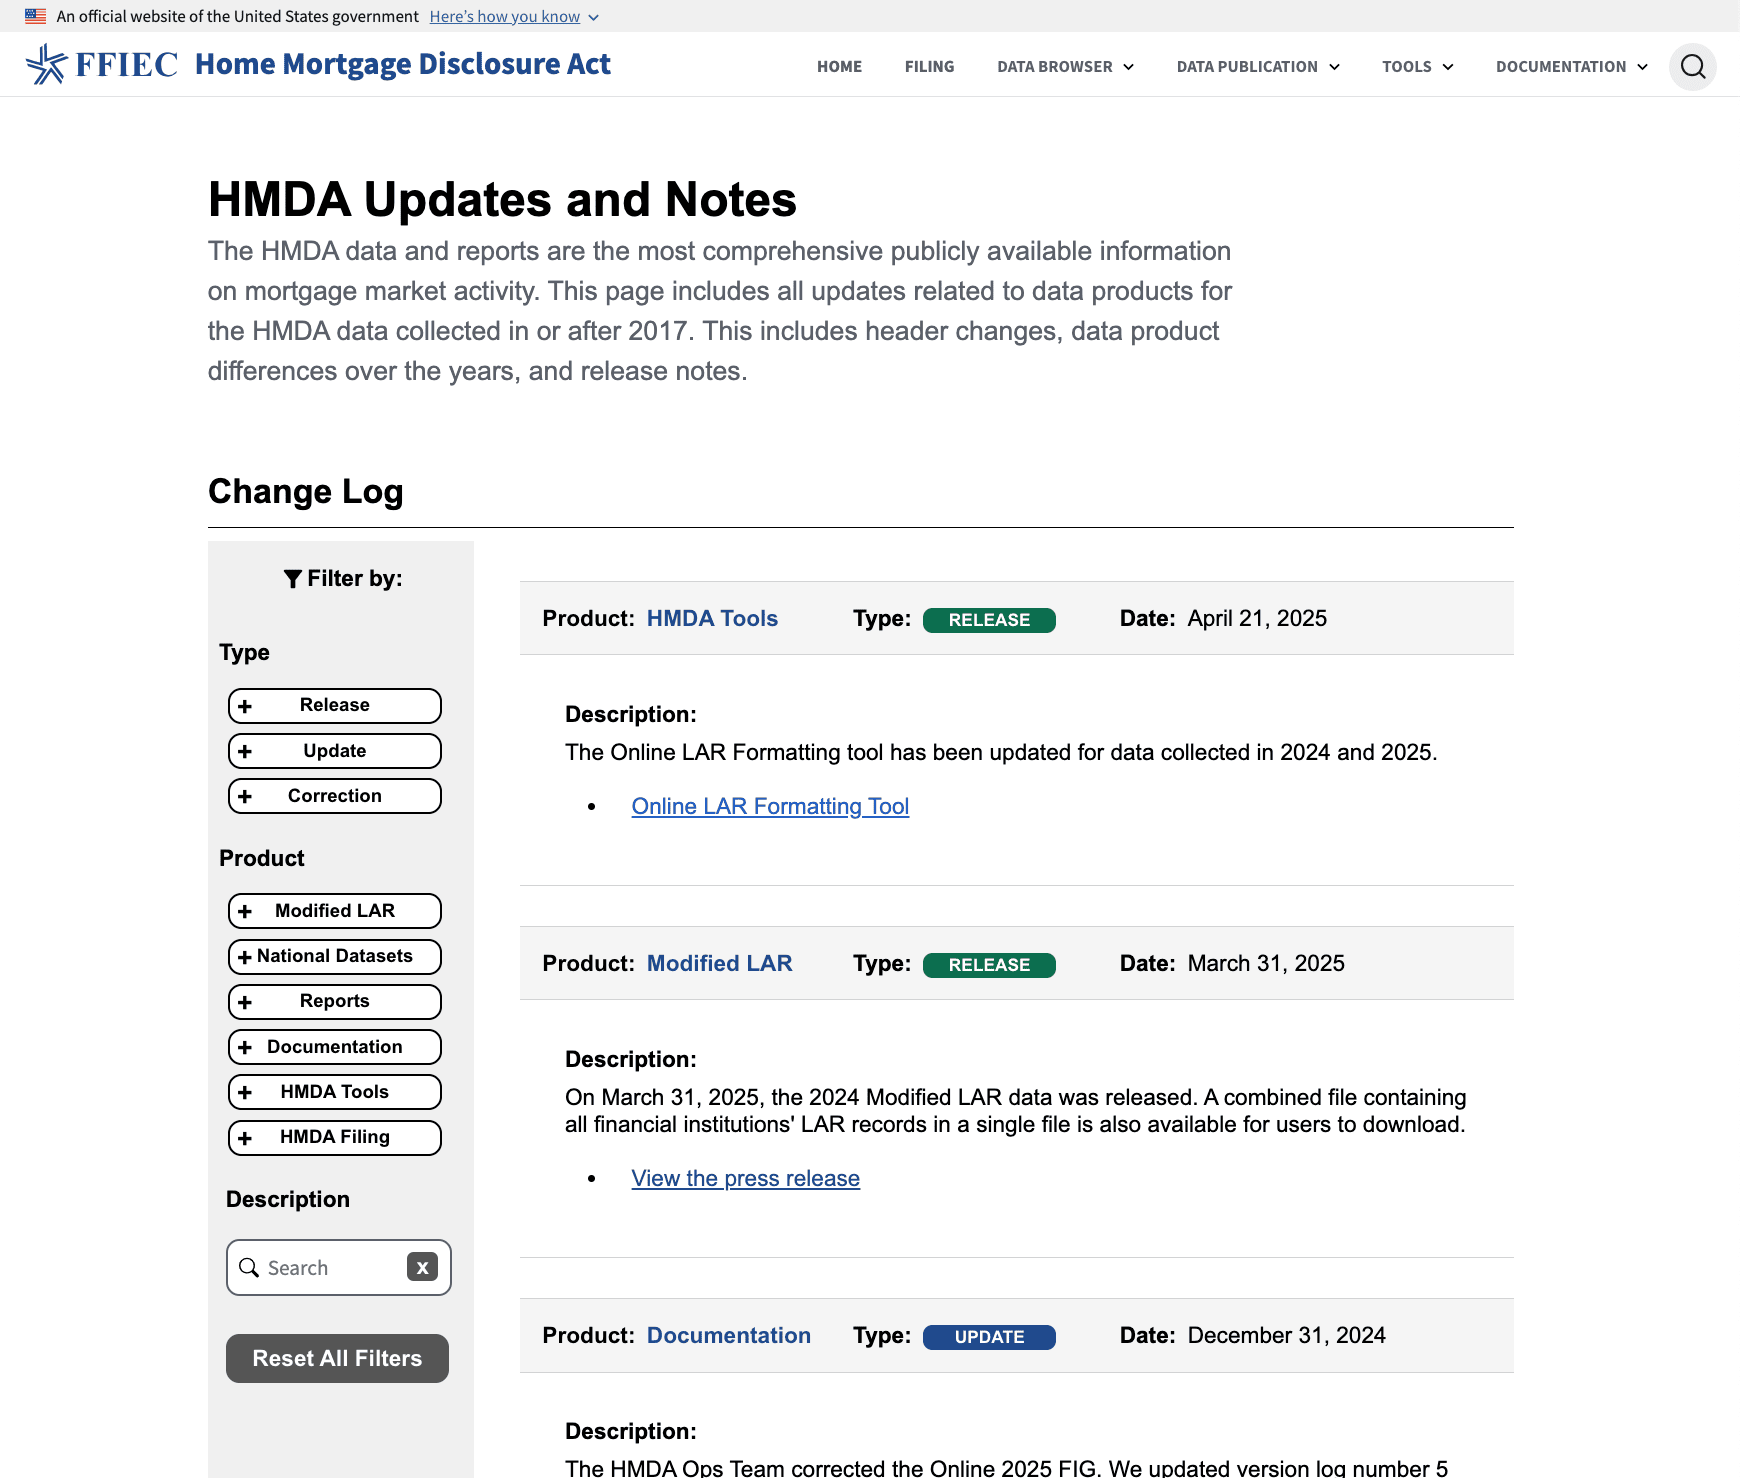 An official website of the United States government Here's how you know
FFIEC Home Mortgage Disclosure Act
HOME FILING DATA BROWSER DATA PUBLICATION TOOLS DOCUMENTATION
HMDA Updates and Notes
The HMDA data and reports are the most comprehensive publicly available information
on mortgage market activity. This page includes all updates related to data products for
the HMDA data collected in or after 2017. This includes header changes, data product
differences over the years, and release notes.
Change Log
Filter by:
Type
+ Release
+ Update
+ Correction
Product
+ Modified LAR
+ National Datasets
+ Reports
+ Documentation
+ HMDA Tools
+ HMDA Filing
Description
Search X
Reset All Filters
Product: HMDA Tools Type: RELEASE Date: April 21, 2025
Description:
The Online LAR Formatting tool has been updated for data collected in 2024 and 2025.
• Online LAR Formatting Tool
Product: Modified LAR Type: RELEASE Date: March 31, 2025
Description:
On March 31, 2025, the 2024 Modified LAR data was released. A combined file containing
all financial institutions' LAR records in a single file is also available for users to download.
• View the press release
Product: Documentation Type: UPDATE Date: December 31, 2024
Description:
The HMDA Ops Team corrected the Online 2025 FIG. We updated version log number 5